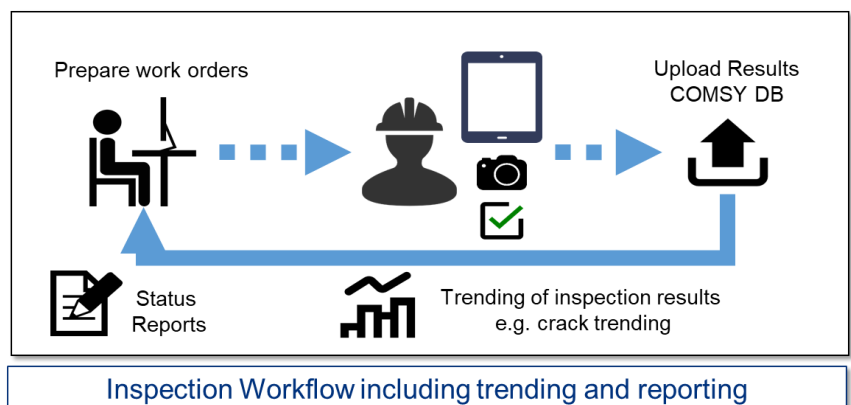 Prepare work orders
Upload Results
COMSY DB
Status
Reports
Trending of inspection results
e.g. crack trending
Inspection Workflow including trending and reporting